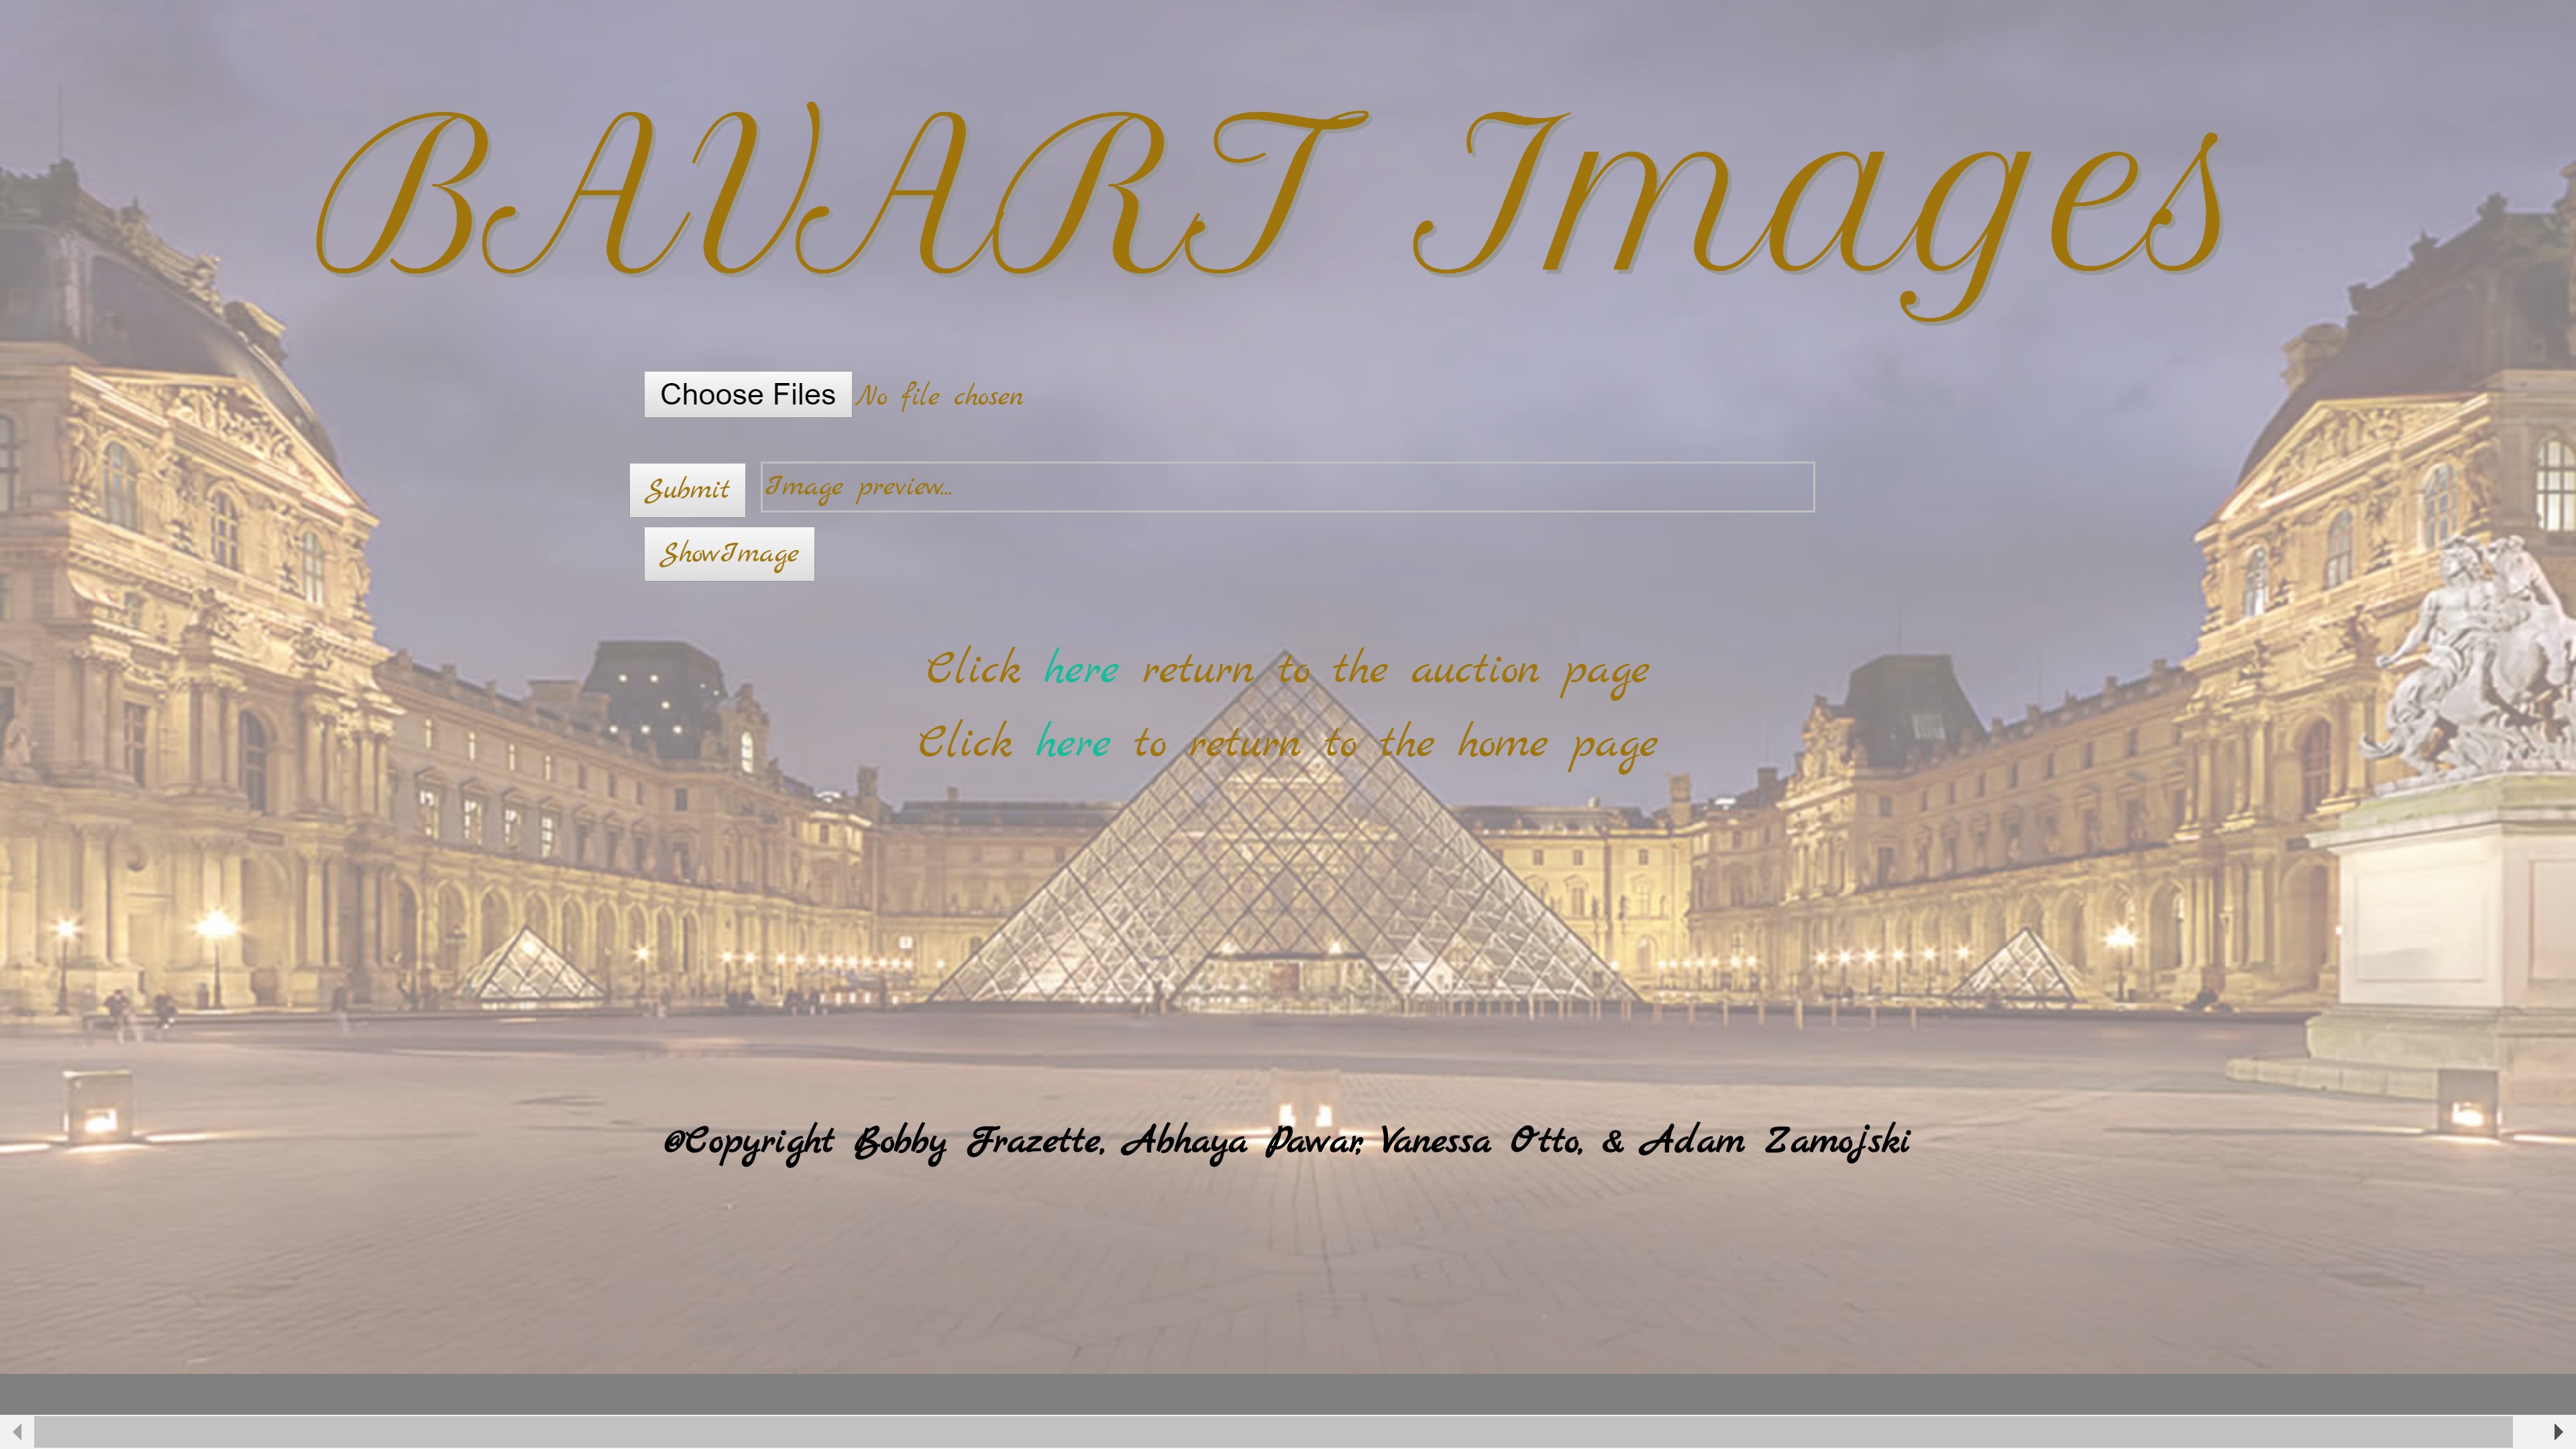 BAVART Images
Choose Files No file chosen
Submit Image preview...
ShowImage
Click here return to the auction page
Click here to return to the home page
@Copyright Bobby Frazette, Abhaya Pawar, Vanessa Otto, & Adam Zamojski